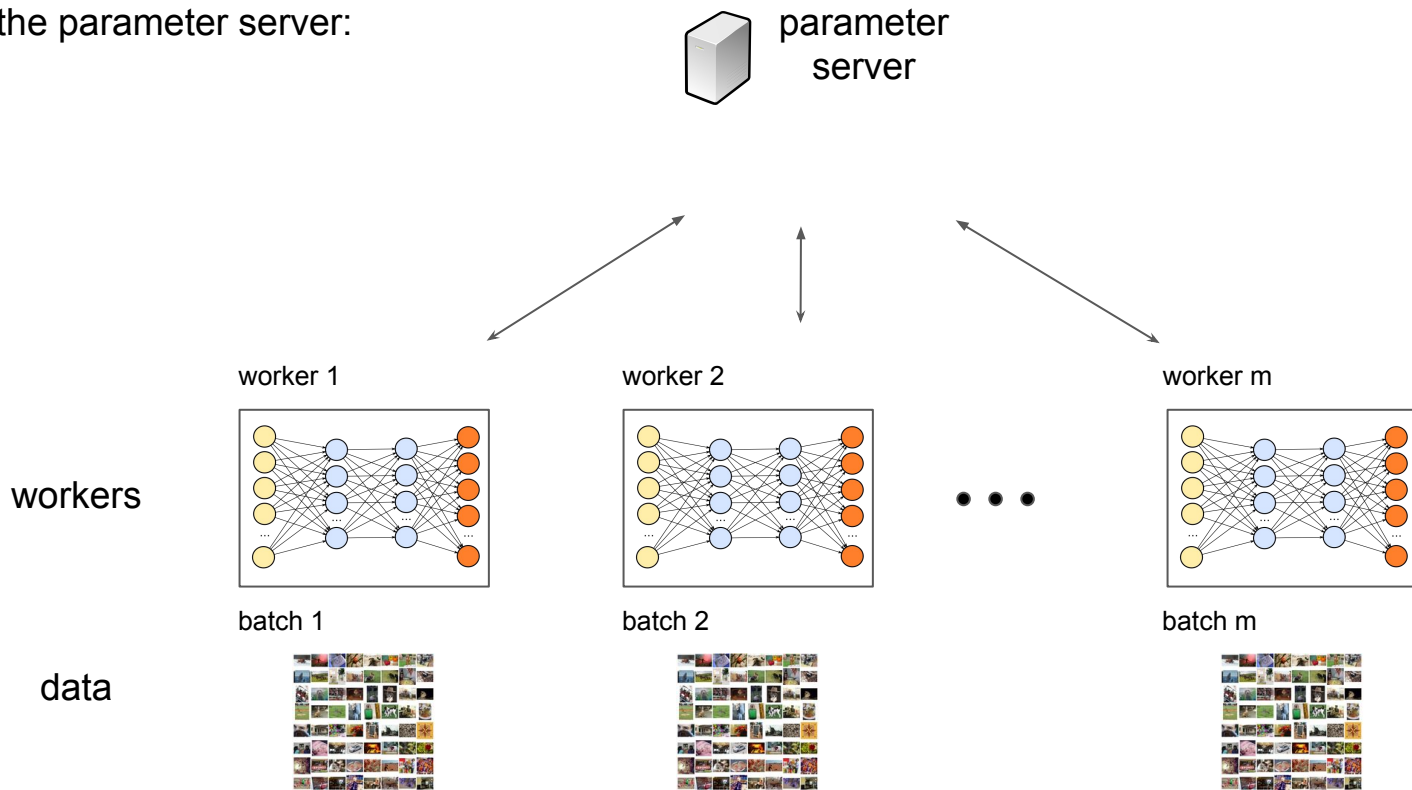 the parameter server:
parameter
server
worker 1
worker 2
worker m
workers
...
...
...
...
...
...
...
...
...
...
...
...
batch 1
batch 2
batch m
data